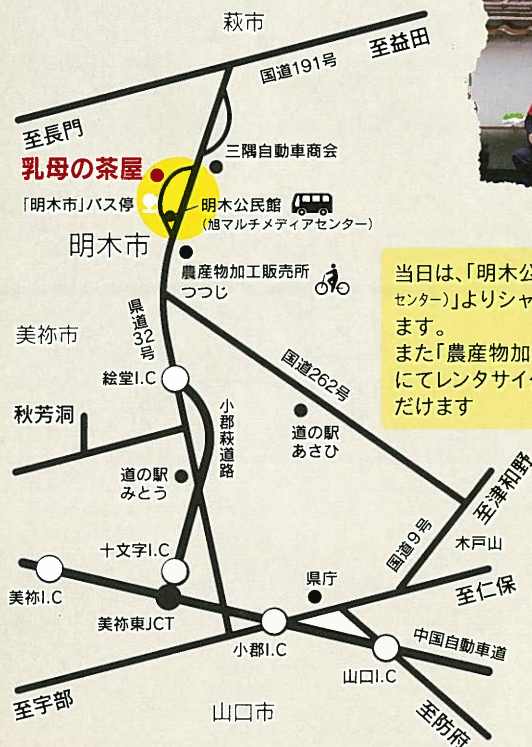 萩市
国道191号
至益田
至長門
三隅自動車商会
乳母の茶屋
「明木市」バス停
明木公民館
(旭マルチメディアセンター)
明木市
農産物加工販売所
つつじ
当日は、「明木公
センター)」よりシャ
ます。
また「農産物加
にてレンタサイ
だけます
県道32号
美祢市
国道262号
絵堂I.C
秋芳洞
小郡萩道路
道の駅
あさひ
道の駅
みとう
至津和野
国道9号
木戸山
十文字I.C
県庁
至仁保
美祢I.C
美祢東JCT
小郡I.C
中国自動車道
山口I.C
至宇部
山口市
至防府